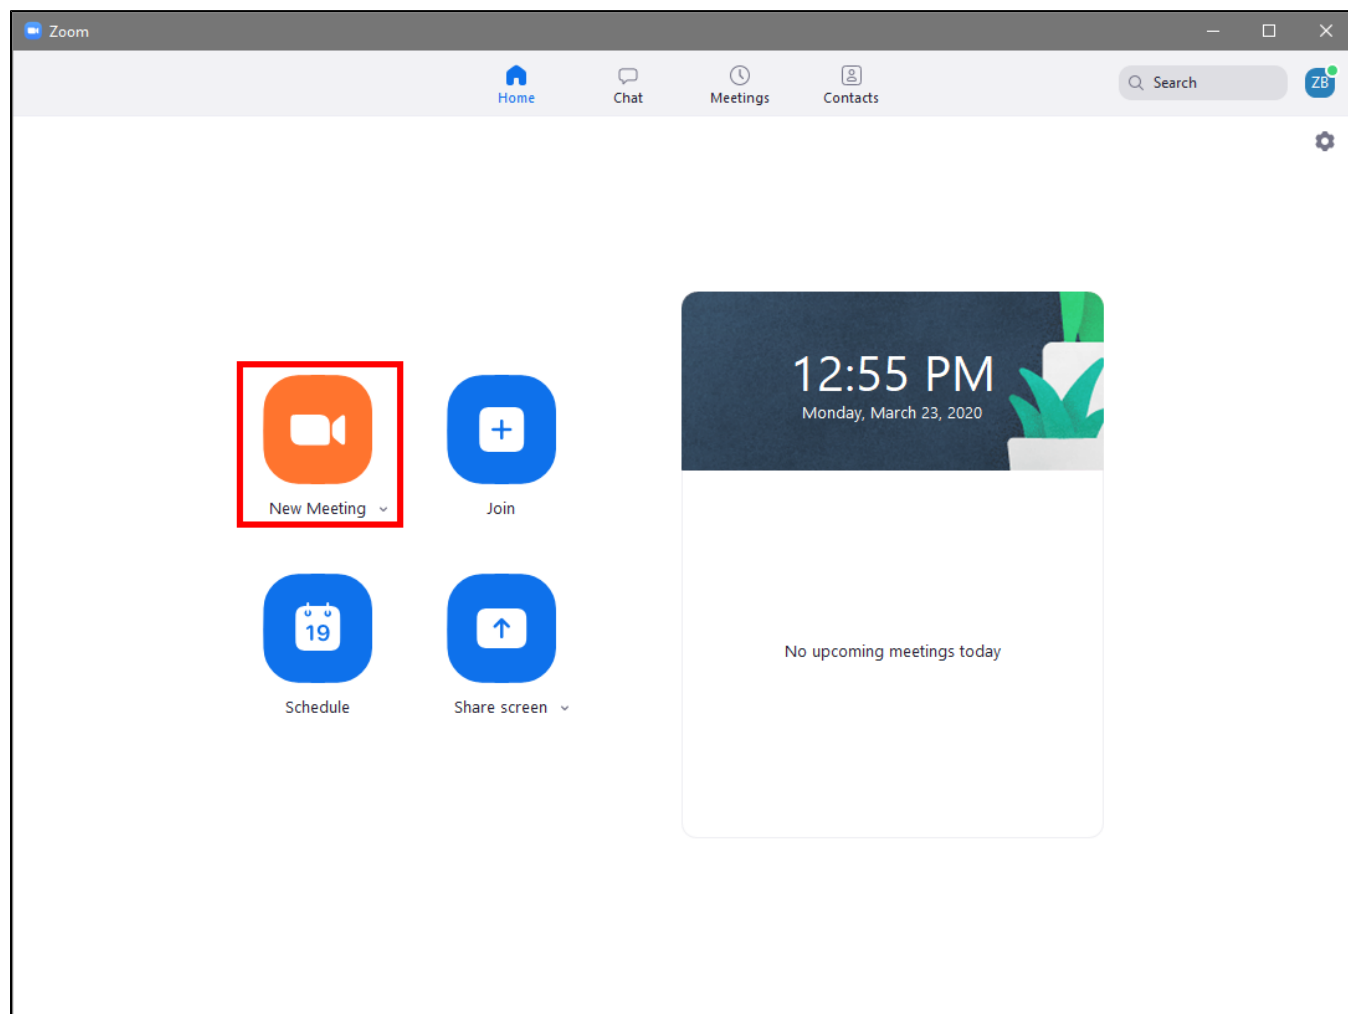 Zoom
Home
Chat
Meetings
Contacts
Search
ZB
12:55 PM
Monday, March 23, 2020
New Meeting
Join
19
Schedule
Share screen
No upcoming meetings today